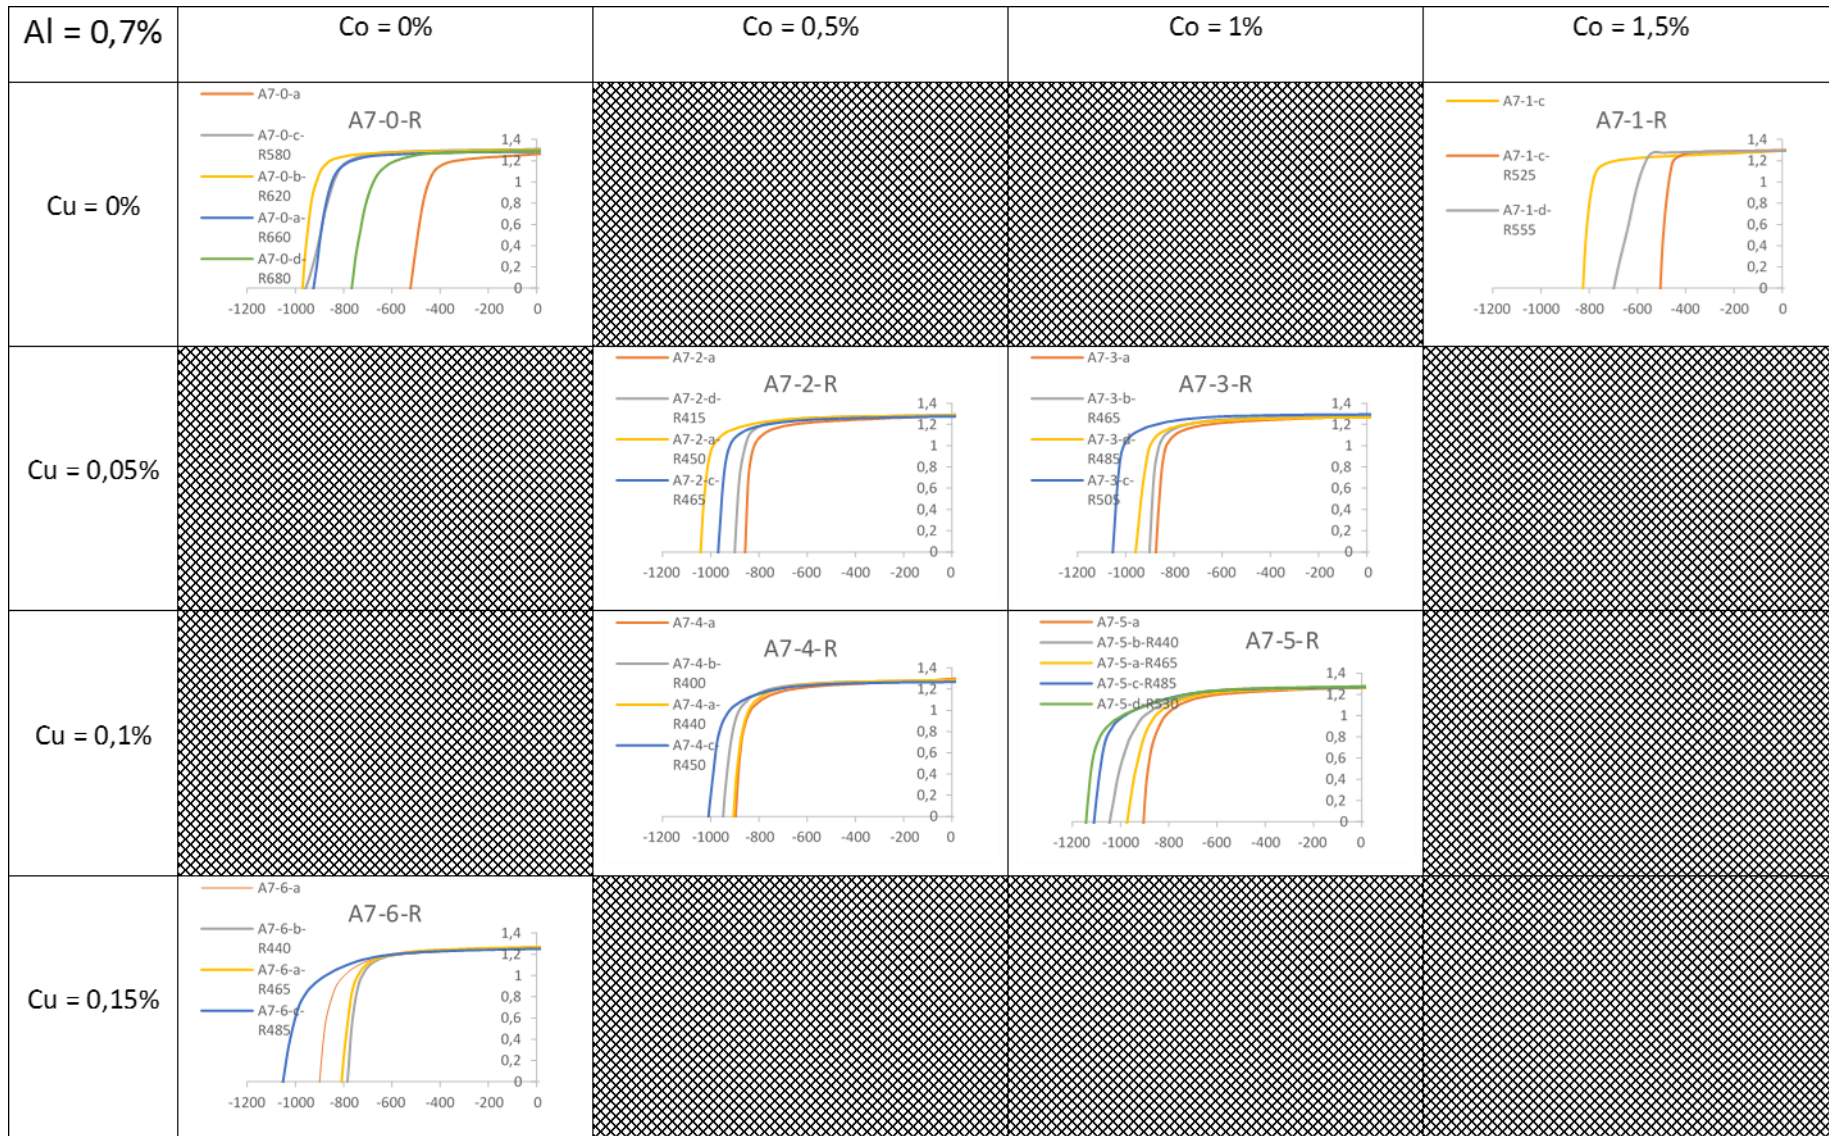 Al = 0,7%
Co = 0%
Co = 0,5%
Co = 1%
Co = 1,5%
Cu = 0%
A7-0-R
A7-0-a
A7-0-c-
R580
A7-0-b-
R620
A7-0-a-
R660
A7-0-d-
R680
1,4
1,2
1
0,8
0,6
0,4
0,2
0
-1200 -1000 -800 -600 -400 -200 0
A7-1-R
A7-1-c
A7-1-c-
R525
A7-1-d-
R555
1,4
1,2
1
0,8
0,6
0,4
0,2
0
-1200 -1000 -800 -600 -400 -200 0
Cu = 0,05%
A7-2-R
A7-2-a
A7-2-d-
R415
A7-2-a-
R450
A7-2-c-
R465
1,4
1,2
1
0,8
0,6
0,4
0,2
0
-1200 -1000 -800 -600 -400 -200 0
A7-3-R
A7-3-a
A7-3-b-
R465
A7-3-d-
R485
A7-3-c-
R505
1,4
1,2
1
0,8
0,6
0,4
0,2
0
-1200 -1000 -800 -600 -400 -200 0
Cu = 0,1%
A7-4-R
A7-4-a
A7-4-b-
R400
A7-4-a-
R440
A7-4-c-
R450
1,4
1,2
1
0,8
0,6
0,4
0,2
0
-1200 -1000 -800 -600 -400 -200 0
A7-5-R
A7-5-a
A7-5-b-R440
A7-5-a-R465
A7-5-c-R485
A7-5-d-R530
1,4
1,2
1
0,8
0,6
0,4
0,2
0
-1200 -1000 -800 -600 -400 -200 0
Cu = 0,15%
A7-6-R
A7-6-a
A7-6-b-
R440
A7-6-a-
R465
A7-6-c-
R485
1,4
1,2
1
0,8
0,6
0,4
0,2
0
-1200 -1000 -800 -600 -400 -200 0